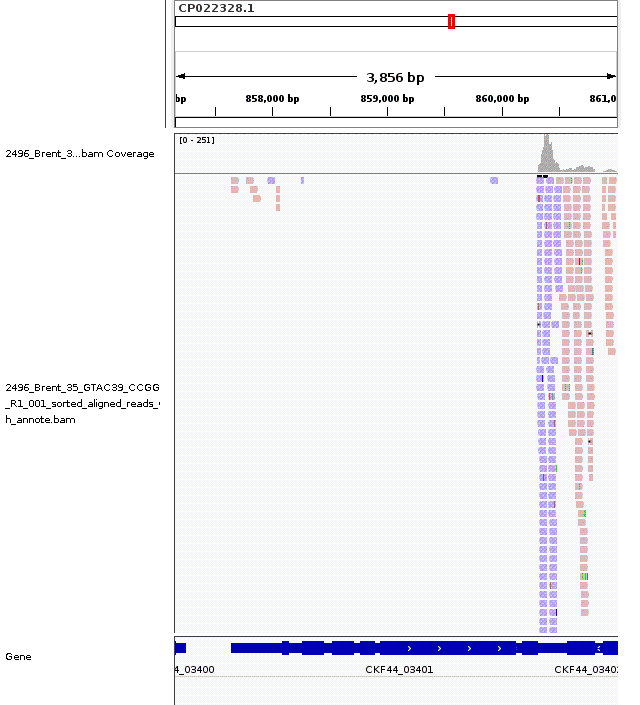 CP022328.1
3,856 bp
bp 858,000 bp 859,000 bp 860,000 bp 861,0
[0 - 251]
2496_Brent_3...bam Coverage
2496_Brent_35_GTAC39_CCGG
_R1_001_sorted_aligned_reads_
h_annote.bam
Gene
4_03400 CKF44_03401 CKF44_0340